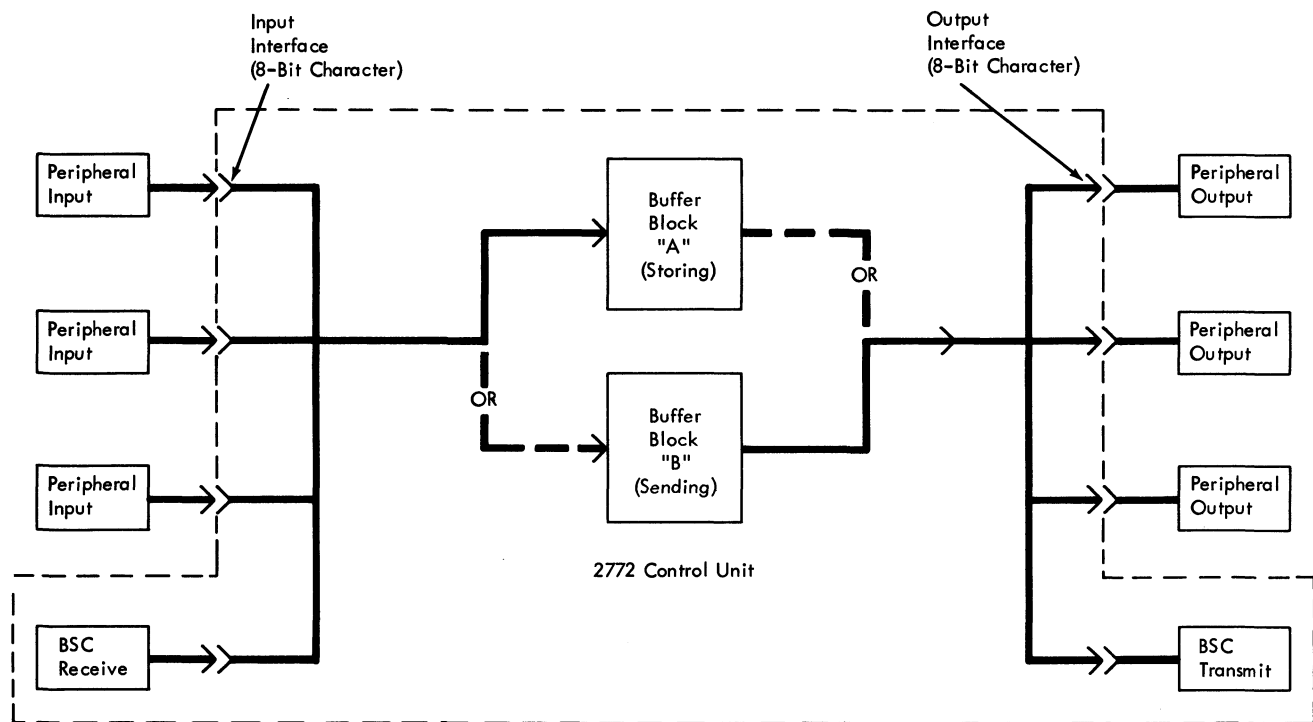 Input
Interface
(8-Bit Character)
Output
Interface
(8-Bit Character)
Peripheral
Input
Peripheral
Input
Peripheral
Input
BSC
Receive
Buffer
Block
"A"
(Storing)
OR
OR
Buffer
Block
"B"
(Sending)
2772 Control Unit
Peripheral
Output
Peripheral
Output
Peripheral
Output
BSC
Transmit